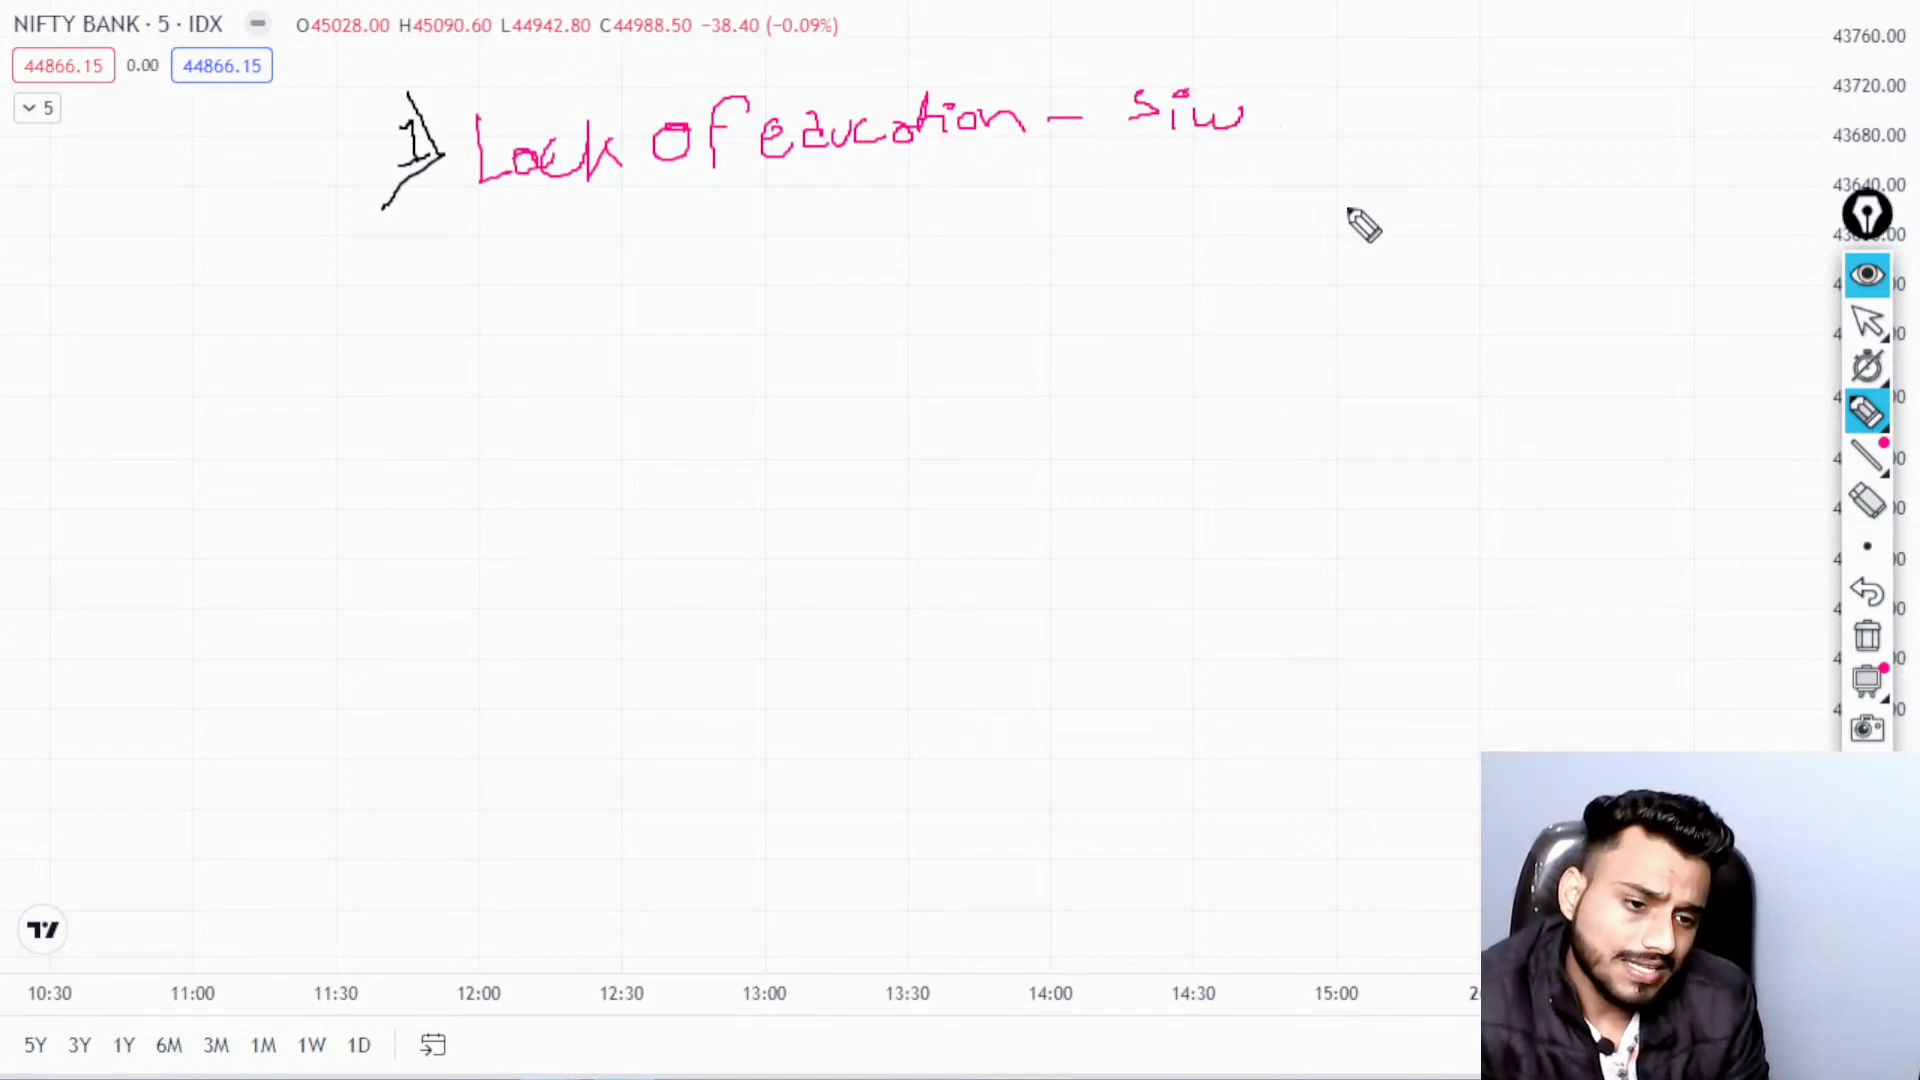 NIFTY BANK · 5 · IDX O45028.00 H45090.60 L44942.80 C44988.50 −38.40 (−0.09%)
44866.15 0.00 44866.15
5
1) Lack of education - siw
43760.00
43720.00
43680.00
43640.00
10:30 11:00 11:30 12:00 12:30 13:00 13:30 14:00 14:30 15:00
5Y 3Y 1Y 6M 3M 1M 1W 1D